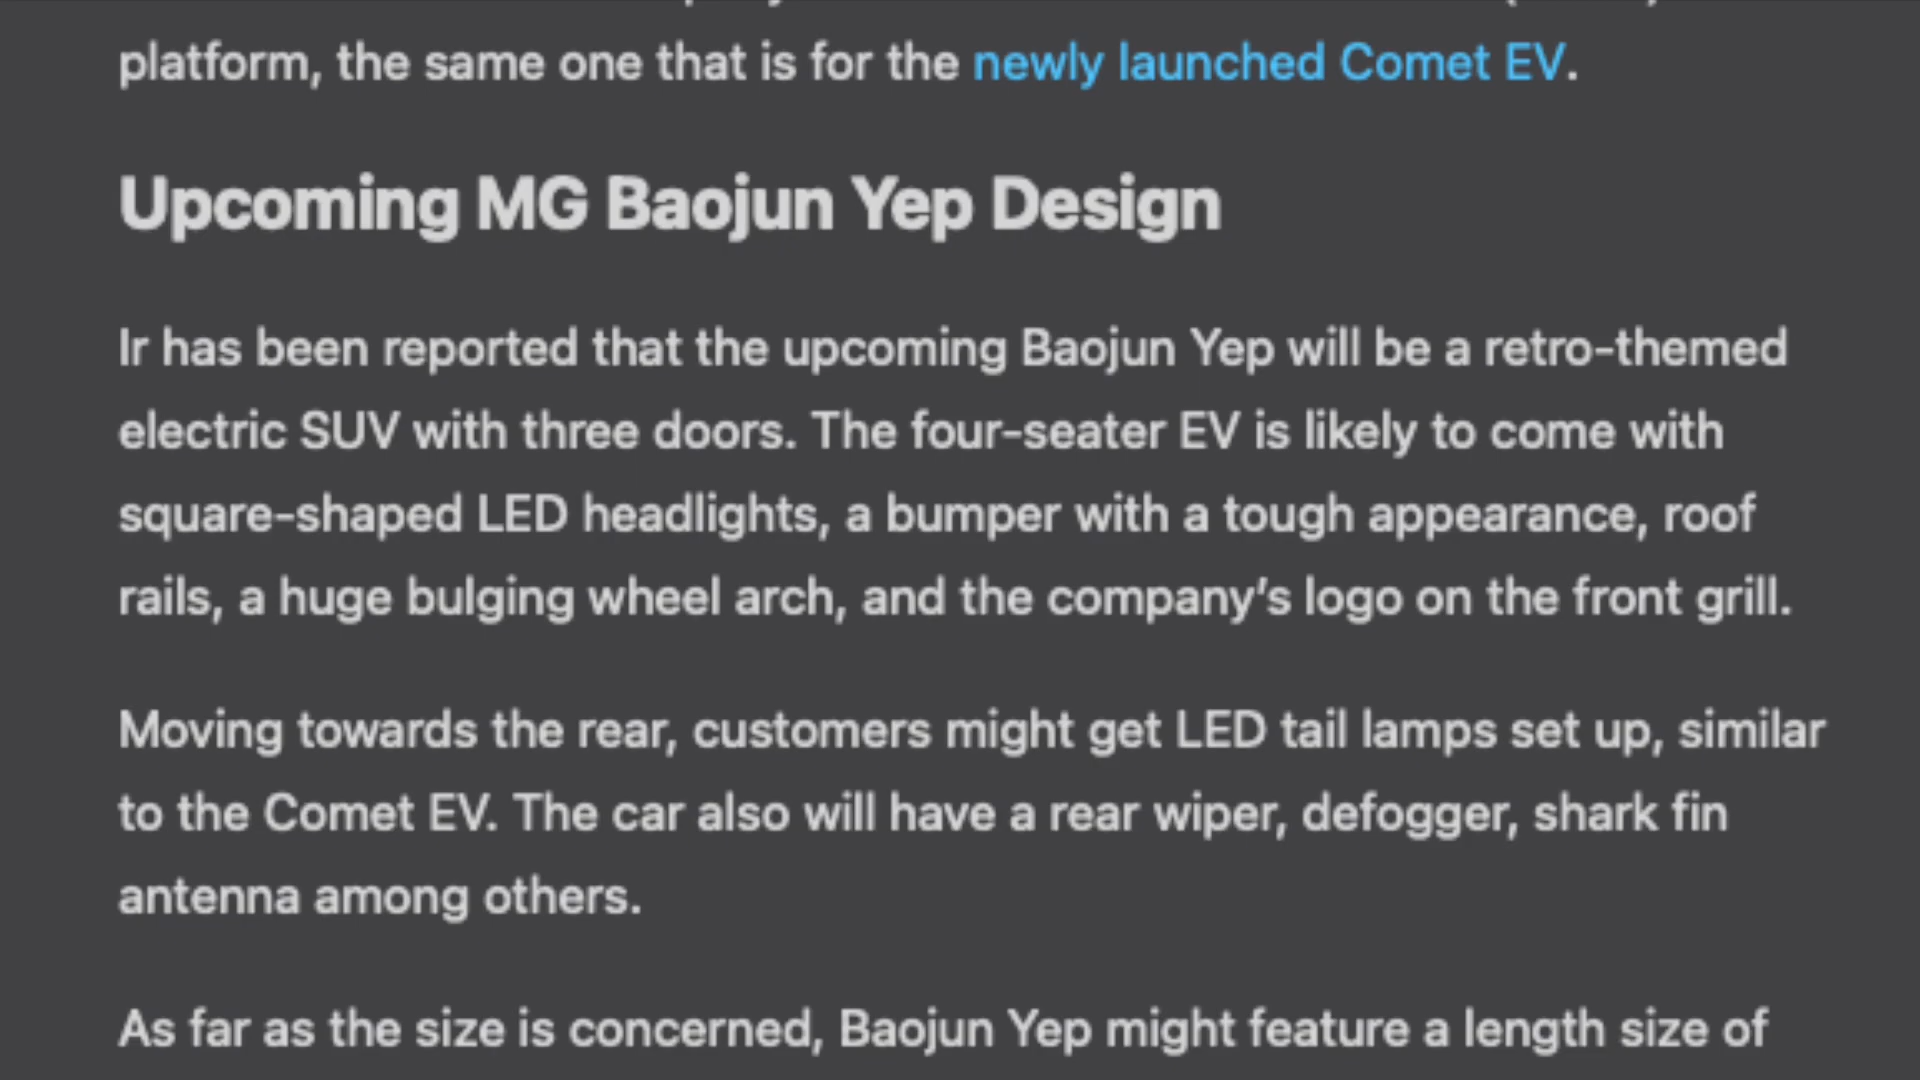 platform, the same one that is for the newly launched Comet EV.
Upcoming MG Baojun Yep Design
Ir has been reported that the upcoming Baojun Yep will be a retro-themed
electric SUV with three doors. The four-seater EV is likely to come with
square-shaped LED headlights, a bumper with a tough appearance, roof
rails, a huge bulging wheel arch, and the company’s logo on the front grill.
Moving towards the rear, customers might get LED tail lamps set up, similar
to the Comet EV. The car also will have a rear wiper, defogger, shark fin
antenna among others.
As far as the size is concerned, Baojun Yep might feature a length size of